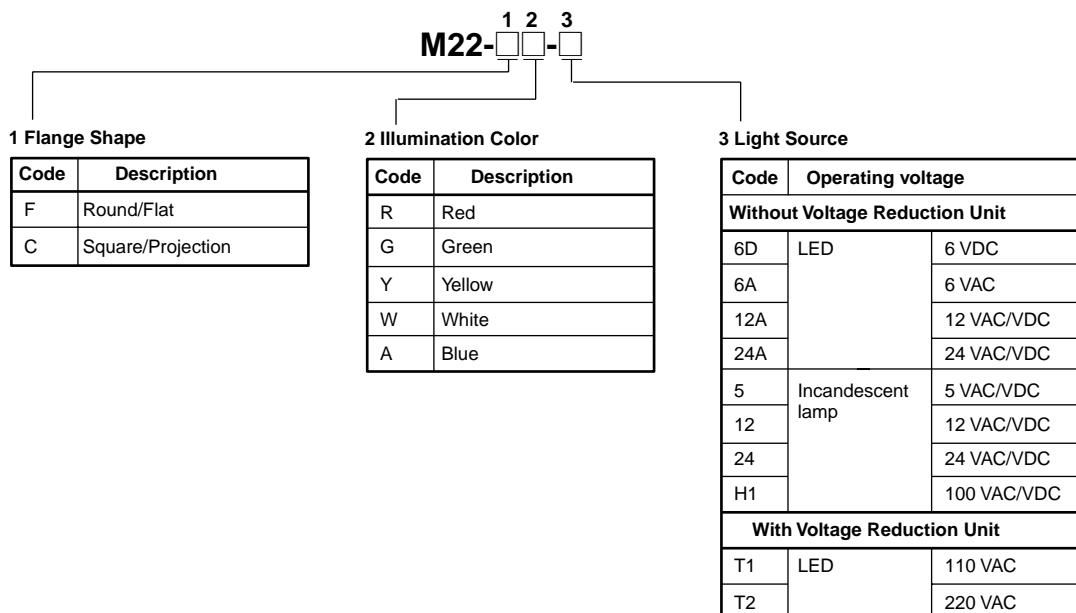 1 2 3
M22-□□-□
1 Flange Shape
Code Description
F Round/Flat
C Square/Projection
2 Illumination Color
Code Description
R Red
G Green
Y Yellow
W White
A Blue
3 Light Source
Code Operating voltage
Without Voltage Reduction Unit
6D LED 6 VDC
6A 6 VAC
12A 12 VAC/VDC
24A 24 VAC/VDC
5 Incandescent lamp 5 VAC/VDC
12 12 VAC/VDC
24 24 VAC/VDC
H1 100 VAC/VDC
With Voltage Reduction Unit
T1 LED 110 VAC
T2 220 VAC